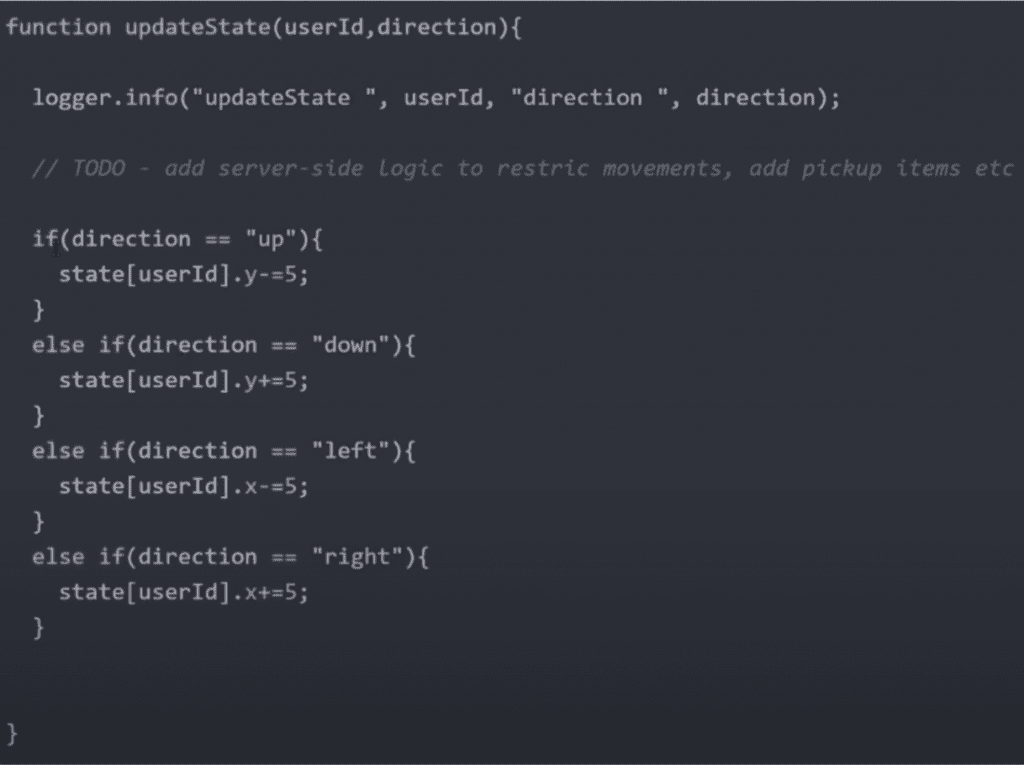 function updateState(userId,direction){
logger.info("updateState ", userId, "direction ", direction);
// TODO - add server-side logic to restric movements, add pickup items etc
if(direction == "up"){
state[userId].y-=5;
}
else if(direction == "down"){
state[userId].y+=5;
}
else if(direction == "left"){
state[userId].x-=5;
}
else if(direction == "right"){
state[userId].x+=5;
}
}